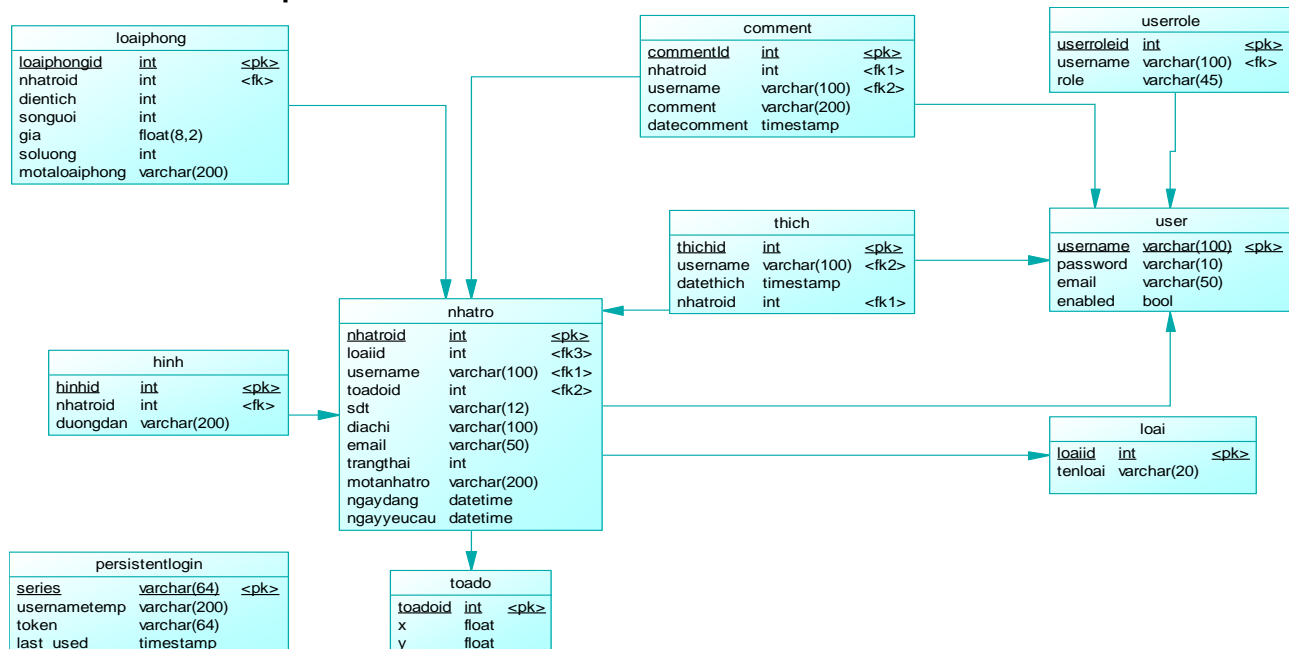 loaiphong
loaiphongid int <pk>
nhatroid int <fk>
dientich int
songuoi int
gia float(8,2)
soluong int
motaloaiphong varchar(200)
comment
commentId int <pk>
nhatroid int <fk1>
username varchar(100) <fk2>
comment varchar(200)
datecomment timestamp
userrole
userroleid int <pk>
username varchar(100) <fk>
role varchar(45)
thich
thichid int <pk>
username varchar(100) <fk2>
datethich timestamp
nhatroid int <fk1>
user
username varchar(100) <pk>
password varchar(10)
email varchar(50)
enabled bool
nhatro
nhatroid int <pk>
loaiid int <fk3>
username varchar(100) <fk1>
toadoid int <fk2>
sdt varchar(12)
diachi varchar(100)
email varchar(50)
trangthai int
motanhatro varchar(200)
ngaydang datetime
ngayyeucau datetime
hinh
hinhid int <pk>
nhatroid int <fk>
duongdan varchar(200)
loai
loaiid int <pk>
tenloai varchar(20)
persistentlogin
series varchar(64) <pk>
usernametemp varchar(200)
token varchar(64)
last_used timestamp
toado
toadoid int <pk>
x float
y float